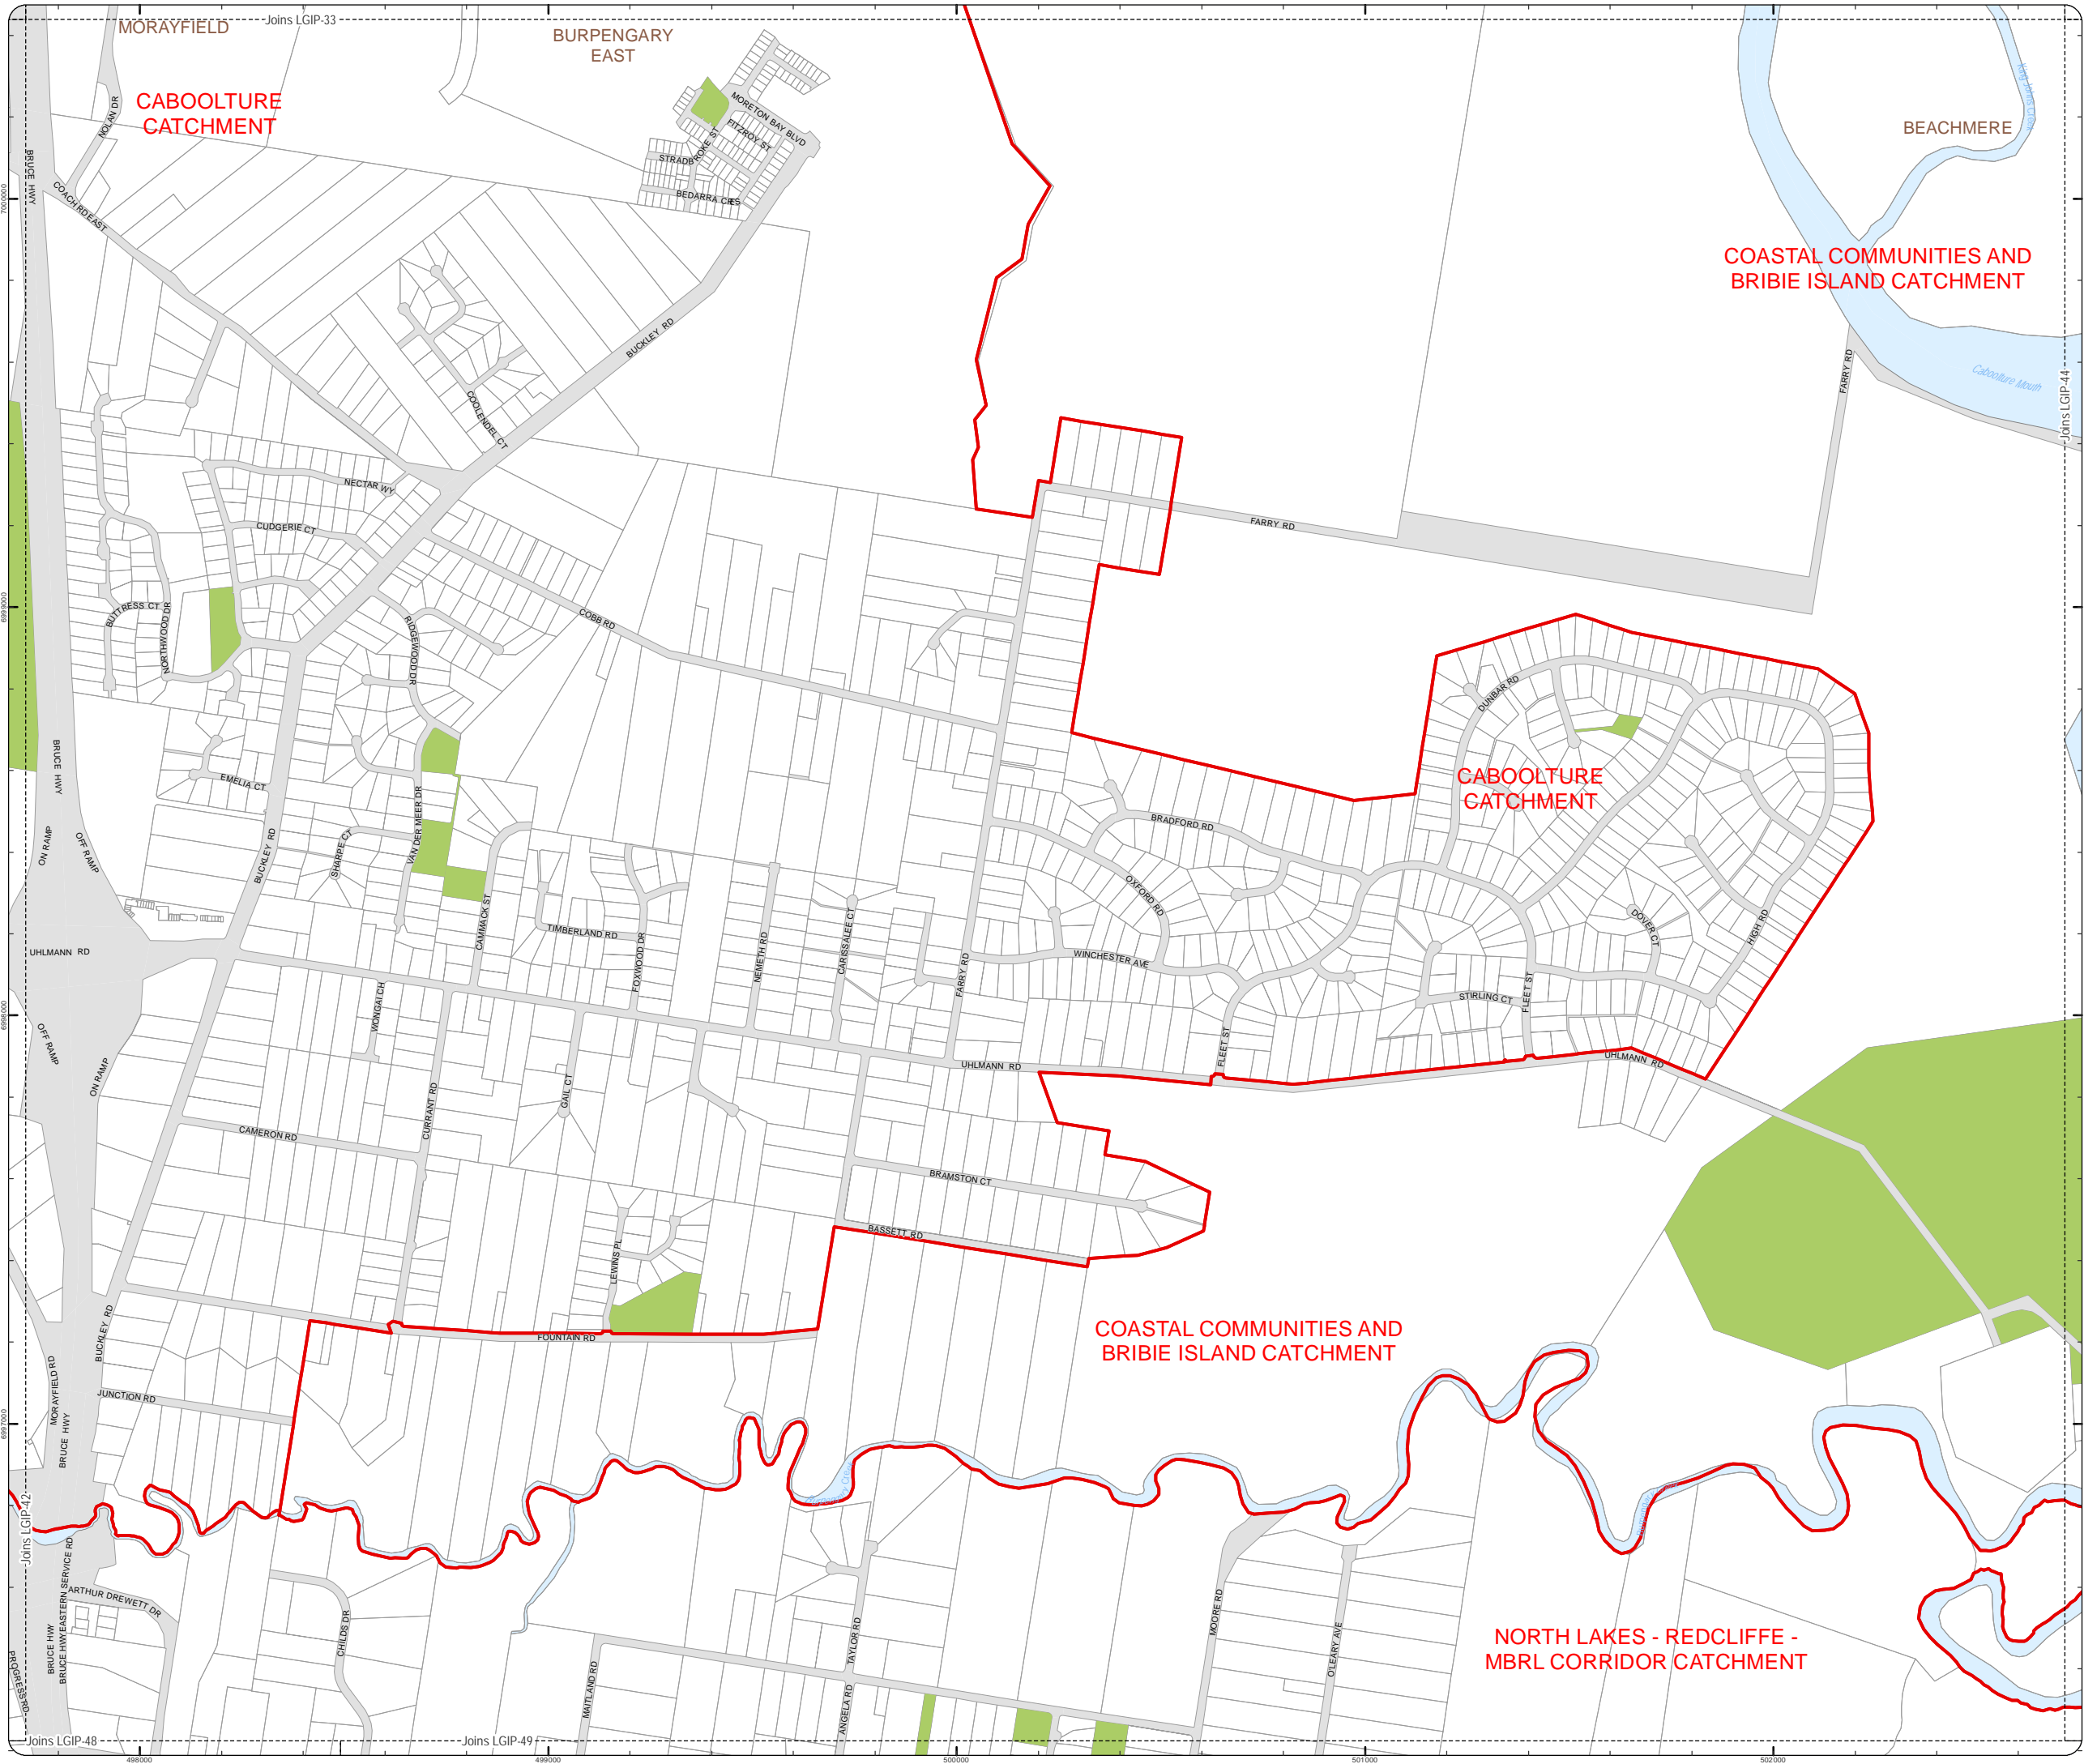 Joins LGIP-33
MORAYFIELD
BURPENGARY
EAST
CABOOLTURE
CATCHMENT
NOLAN DR
MORETON BAY BLVD
FITZROY ST
STRADBROKE ST
BEDARRA CRES
BRUCE HWY
COACH RD EAST
King Johns Creek
BEACHMERE
7000000
COASTAL COMMUNITIES AND
BRIBIE ISLAND CATCHMENT
BUCKLEY RD
FARRY RD
Caboolture Mouth
Joins LGIP-44
COOLENDEL CT
NECTAR WY
CUDGERIE CT
FARRY RD
6999000
BUTTRESS CT
NORTHWOOD DR
RIDGEWOOD DR
COBB RD
DUNBAR RD
BRUCE HWY
EMELIA CT
CABOOLTURE
CATCHMENT
ON RAMP
OFF RAMP
BUCKLEY RD
SHARPE CT
VAN DER MEER DR
BRADFORD RD
OXFORD RD
CAMMACK ST
TIMBERLAND RD
FOXWOOD DR
NEMETH RD
CARISSALEE CT
FARRY RD
WINCHESTER AVE
DOVER CT
HIGH RD
UHLMANN RD
WONGAI CH
STIRLING CT
FLEET ST
6998000
OFF RAMP
ON RAMP
GAIL CT
CURRANT RD
UHLMANN RD
FLEET ST
UHLMANN RD
CAMERON RD
BRAMSTON CT
BASSETT RD
LEWINS PL
BUCKLEY RD
FOUNTAIN RD
COASTAL COMMUNITIES AND
BRIBIE ISLAND CATCHMENT
MORAYFIELD RD
JUNCTION RD
BRUCE HWY
6997000
Joins LGIP-42
ARTHUR DREWETT DR
BRUCE HWY EASTERN SERVICE RD
BRUCE HWY
PROGRESS RD
CHILDS DR
MAITLAND RD
TAYLOR RD
ANGELA RD
MOORE RD
O'LEARY AVE
NORTH LAKES - REDCLIFFE -
MBRL CORRIDOR CATCHMENT
Joins LGIP-48
Joins LGIP-49
498000
499000
500000
501000
502000